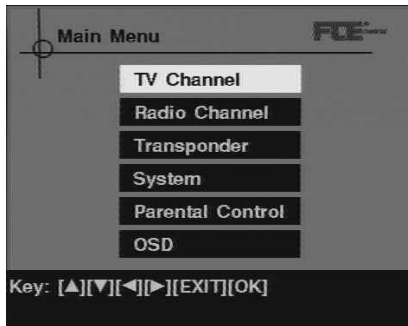 Main Menu
TV Channel
Radio Channel
Transponder
System
Parental Control
OSD
Key: [▲][▼][◄][►][EXIT][OK]